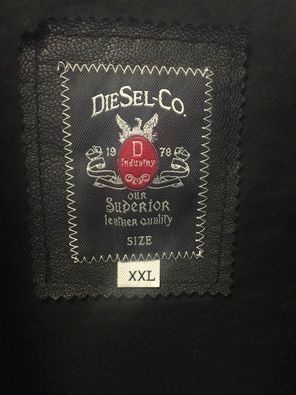 DIESEL-CO.
19 D 78
Industry
OUR
Superior
leather quality
SIZE
XXL